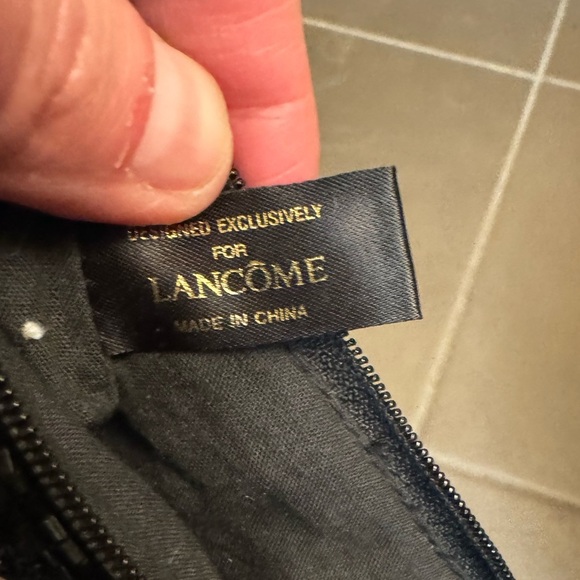 DESIGNED EXCLUSIVELY
FOR
LANCÔME
MADE IN CHINA